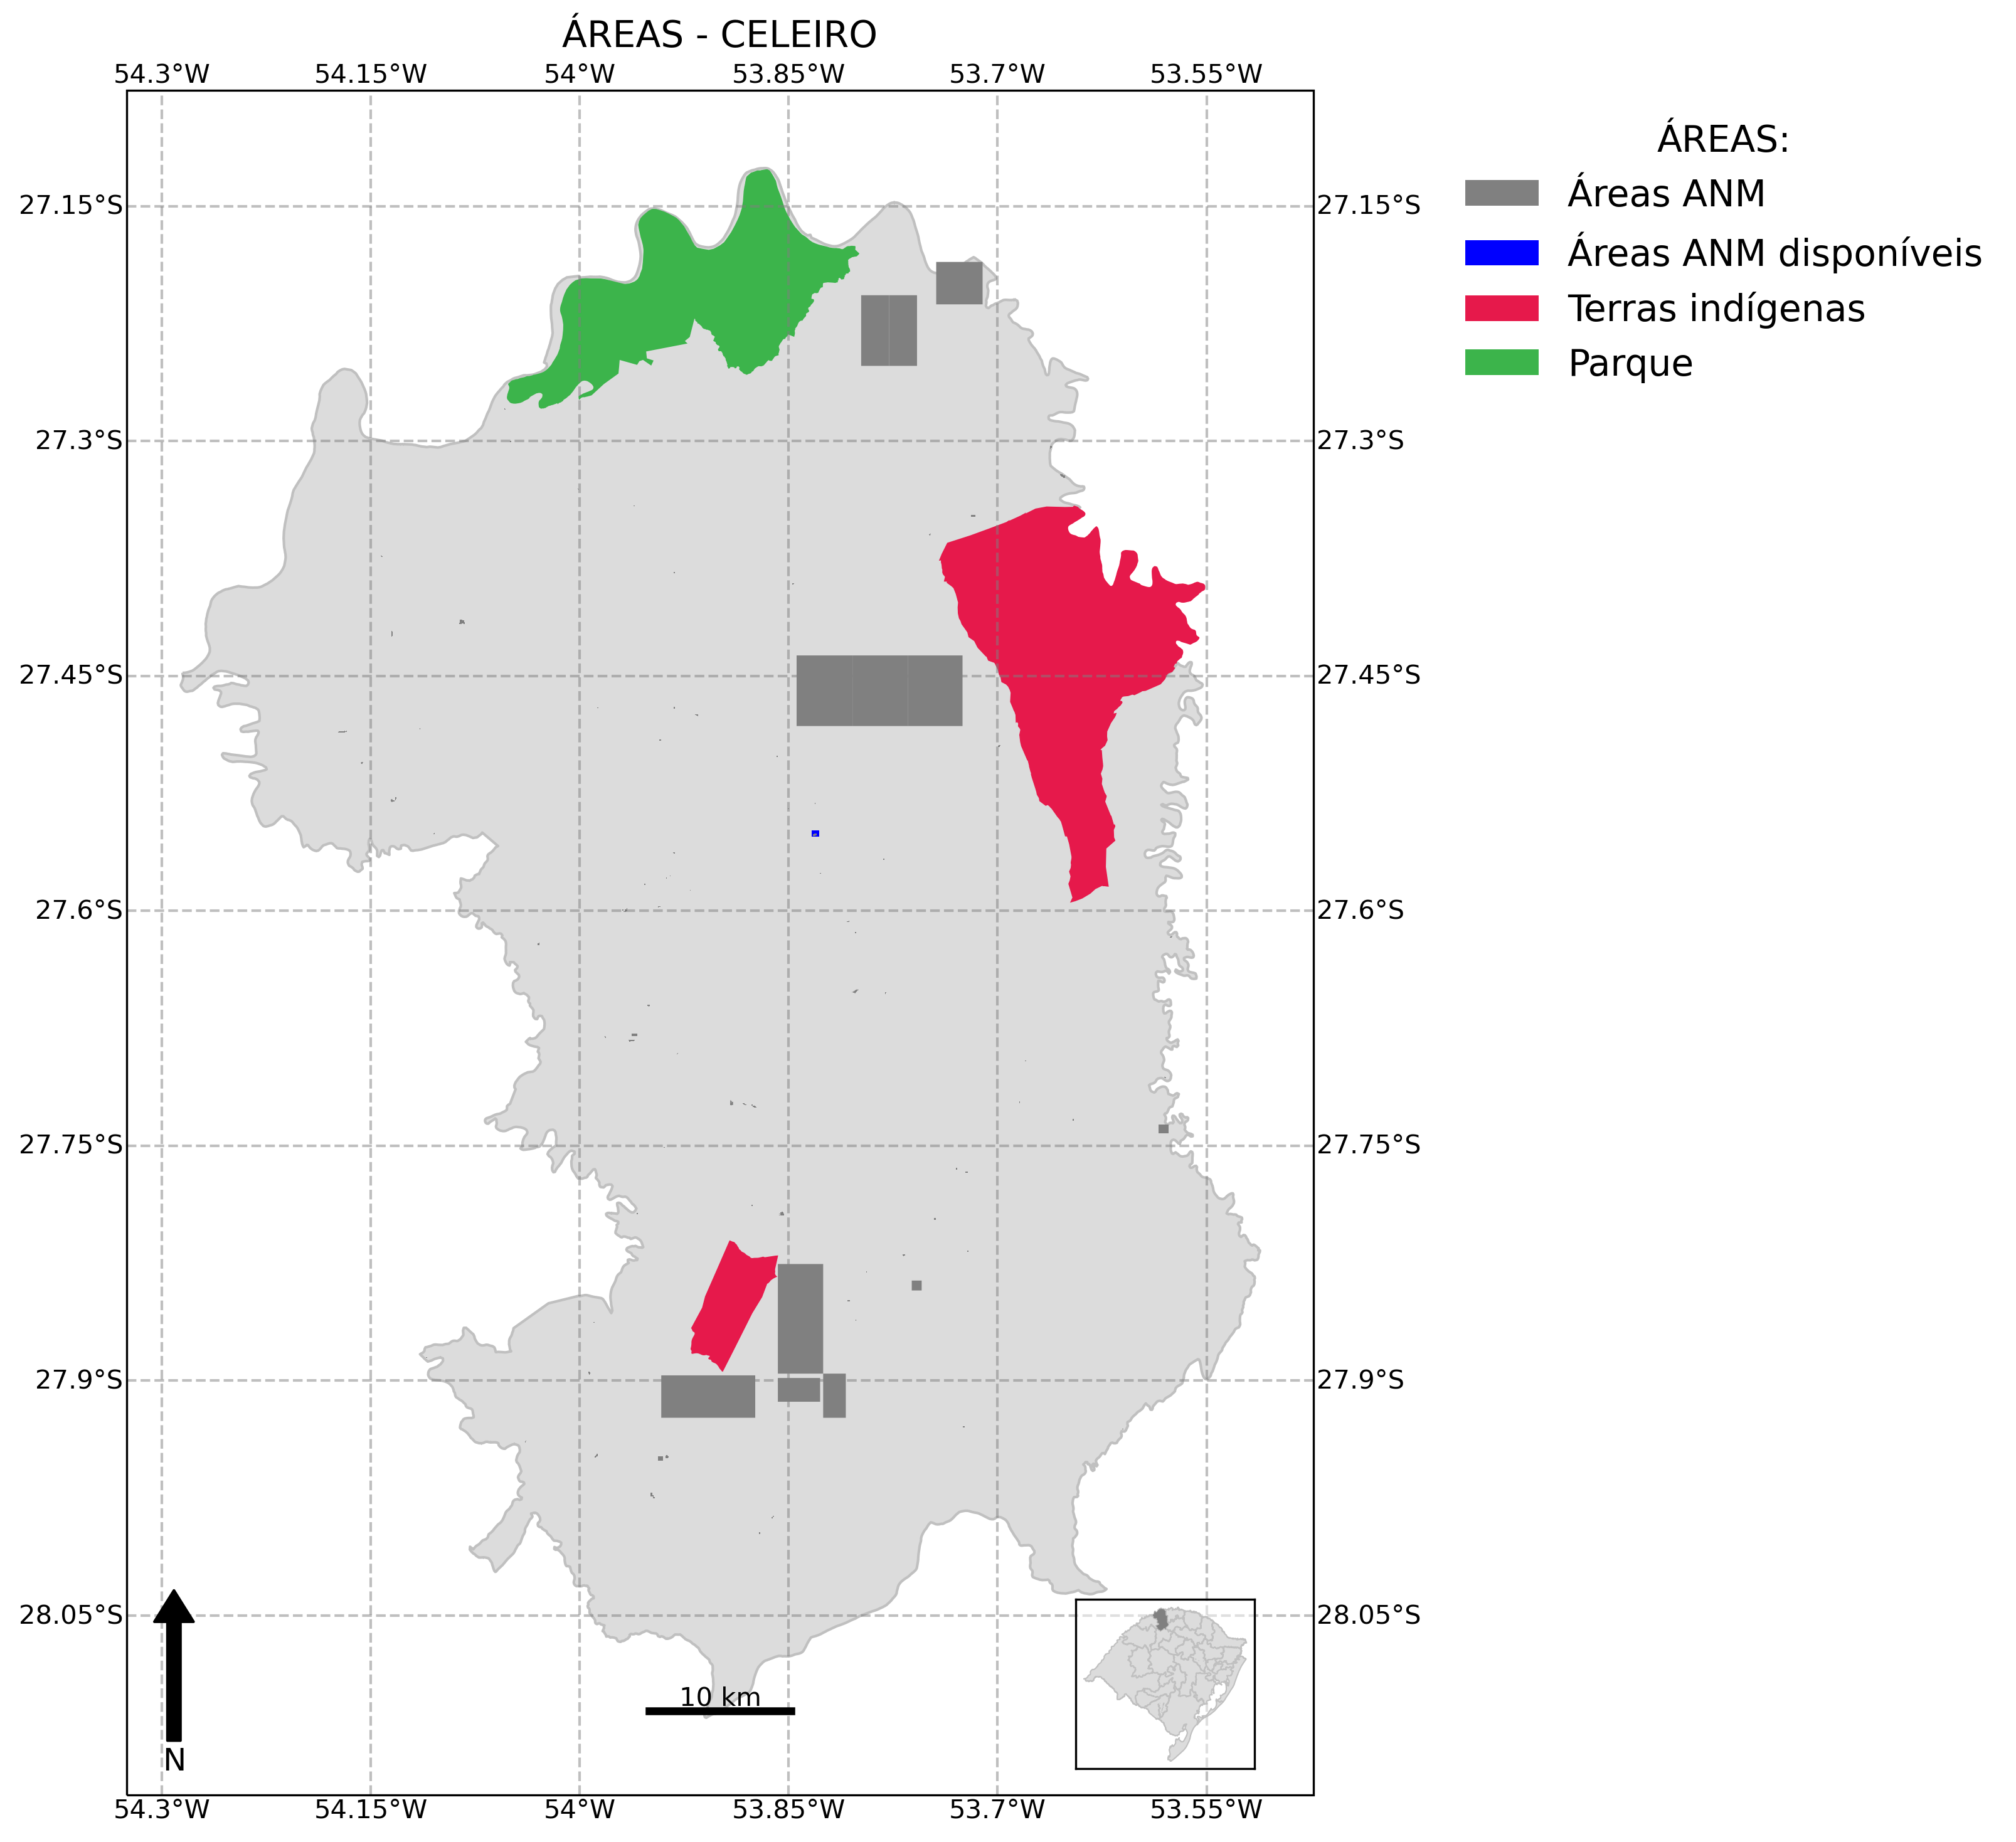 ÁREAS - CELEIRO
54.3°W 54.15°W 54°W 53.85°W 53.7°W 53.55°W
ÁREAS:
Áreas ANM
Áreas ANM disponíveis
Terras indígenas
Parque
27.15°S 27.15°S
27.3°S 27.3°S
27.45°S 27.45°S
27.6°S 27.6°S
27.75°S 27.75°S
27.9°S 27.9°S
28.05°S 28.05°S
10 km
N
54.3°W 54.15°W 54°W 53.85°W 53.7°W 53.55°W